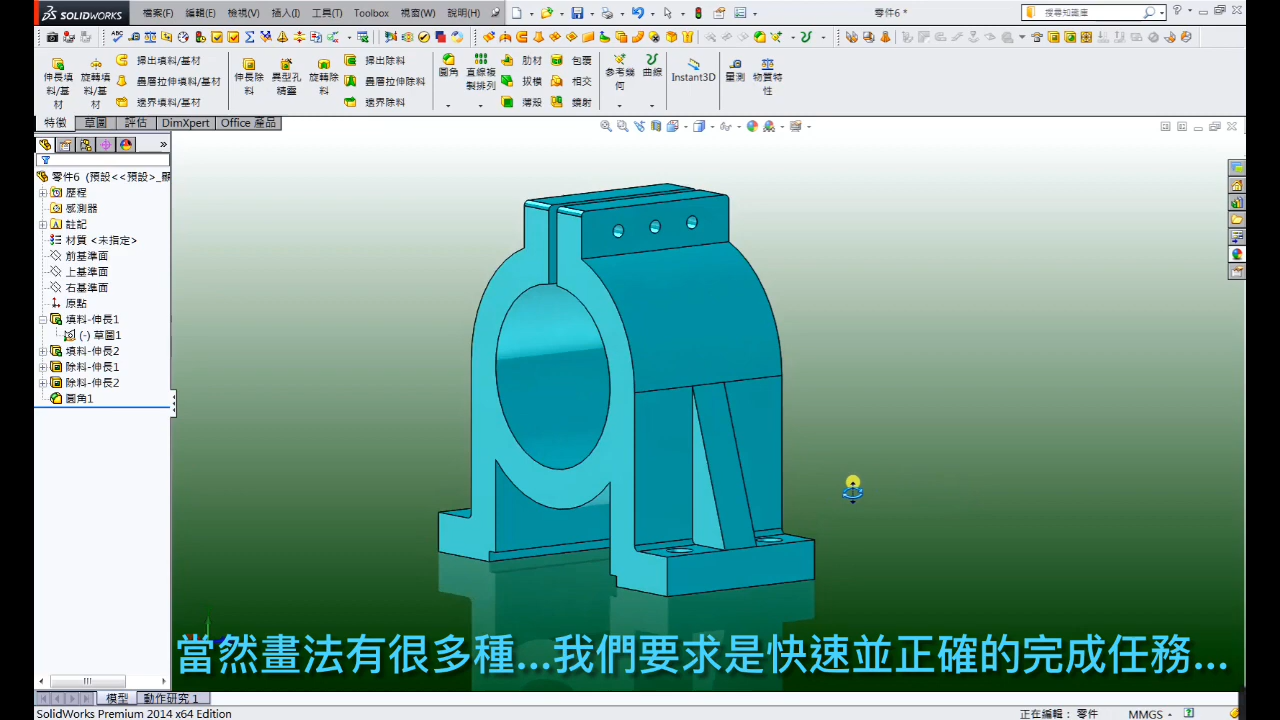 SOLIDWORKS 檔案(F) 編輯(E) 檢視(V) 插入(I) 工具(T) Toolbox 視窗(W) 說明(H) 零件6 * 搜尋知識庫
伸長填料/基材 旋轉填料/基材 掃出填料/基材 疊層拉伸填料/基材 邊界填料/基材 伸長除料 異型孔精靈 旋轉除料 掃出除料 疊層拉伸除料 邊界除料 圓角 直線複製排列 肋材 拔模 薄殼 包覆 相交 鏡射 參考幾何 曲線 Instant3D 量測 物質特性
特徵 草圖 評估 DimXpert Office 產品
零件6 (預設<<預設>_顯
歷程
感測器
註記
材質 <未指定>
前基準面
上基準面
右基準面
原點
填料-伸長1
(-) 草圖1
填料-伸長2
除料-伸長1
除料-伸長2
圓角1
當然畫法有很多種...我們要求是快速並正確的完成任務...
模型 動作研究 1
SolidWorks Premium 2014 x64 Edition 正在編輯: 零件 MMGS